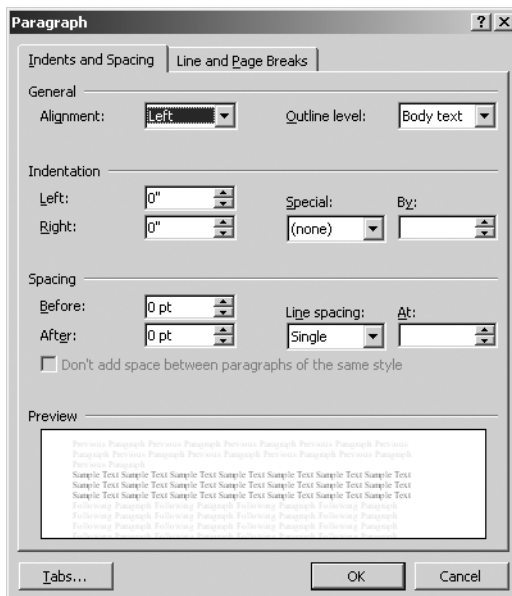 Paragraph
Indents and Spacing Line and Page Breaks
General
Alignment: Left Outline level: Body text
Indentation
Left: 0" Special: By:
Right: 0" (none)
Spacing
Before: 0 pt Line spacing: At:
After: 0 pt Single
Don't add space between paragraphs of the same style
Preview
Previous Paragraph Previous Paragraph Previous Paragraph Previous Paragraph Previous
Paragraph Previous Paragraph Previous Paragraph Previous Paragraph Previous Paragraph
Previous Paragraph
Sample Text Sample Text Sample Text Sample Text Sample Text Sample Text Sample Text
Sample Text Sample Text Sample Text Sample Text Sample Text Sample Text Sample Text
Sample Text Sample Text Sample Text Sample Text Sample Text Sample Text Sample Text
Following Paragraph Following Paragraph Following Paragraph Following Paragraph
Following Paragraph Following Paragraph Following Paragraph Following Paragraph
Following Paragraph Following Paragraph Following Paragraph Following Paragraph
Tabs... OK Cancel